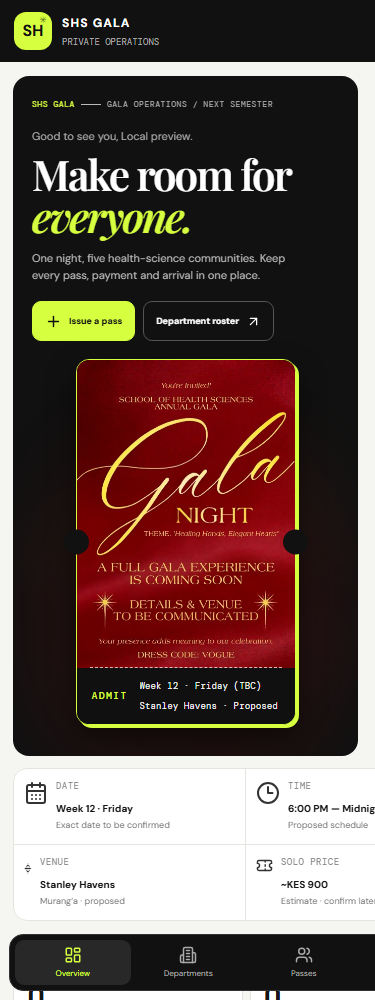 SH
SHS GALA
PRIVATE OPERATIONS
SHS GALA — GALA OPERATIONS / NEXT SEMESTER
Good to see you, Local preview.
Make room for
everyone.
One night, five health-science communities. Keep
every pass, payment and arrival in one place.
Issue a pass
Department roster
You're Invited!
SCHOOL OF HEALTH SCIENCES
ANNUAL GALA
Gala
NIGHT
THEME: "Healing Hands, Elegant Hearts"
A FULL GALA EXPERIENCE
IS COMING SOON
DETAILS & VENUE
TO BE COMMUNICATED
Your presence adds meaning to our celebration.
DRESS CODE: VOGUE
ADMIT
Week 12 · Friday (TBC)
Stanley Havens · Proposed
DATE
Week 12 · Friday
Exact date to be confirmed
TIME
6:00 PM — Midnig
Proposed schedule
VENUE
Stanley Havens
Murang'a · proposed
SOLO PRICE
~KES 900
Estimate · confirm later
Overview
Departments
Passes